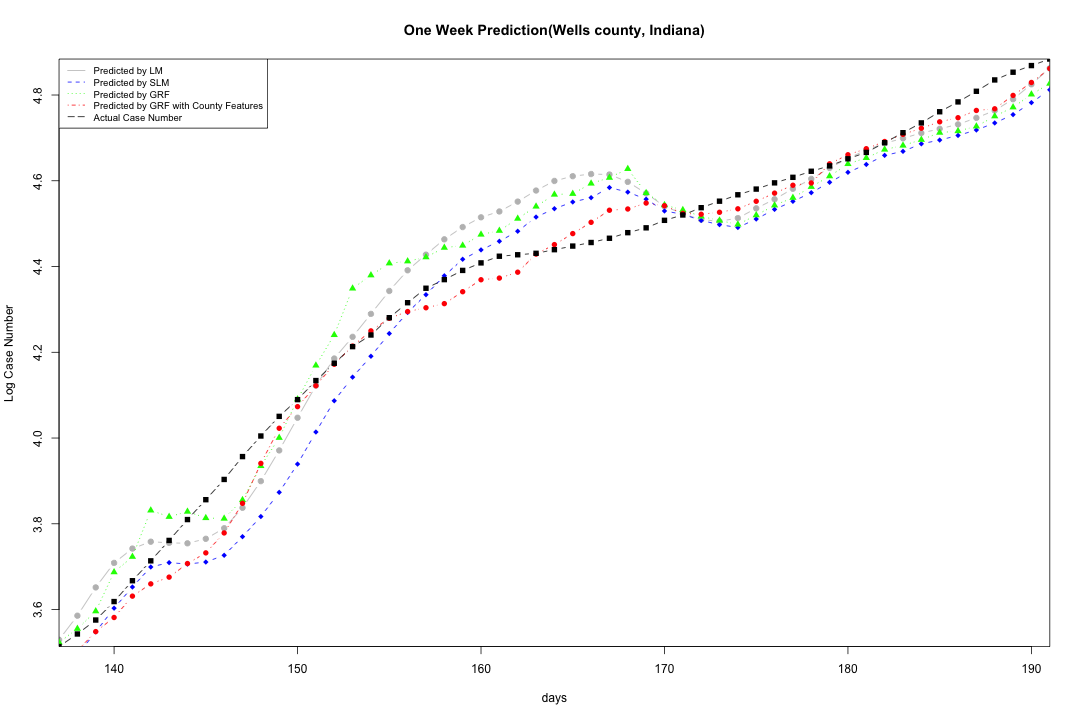 One Week Prediction(Wells county, Indiana)
Predicted by LM
Predicted by SLM
Predicted by GRF
Predicted by GRF with County Features
Actual Case Number
Log Case Number
4.8
4.6
4.4
4.2
4.0
3.8
3.6
140 150 160 170 180 190
days